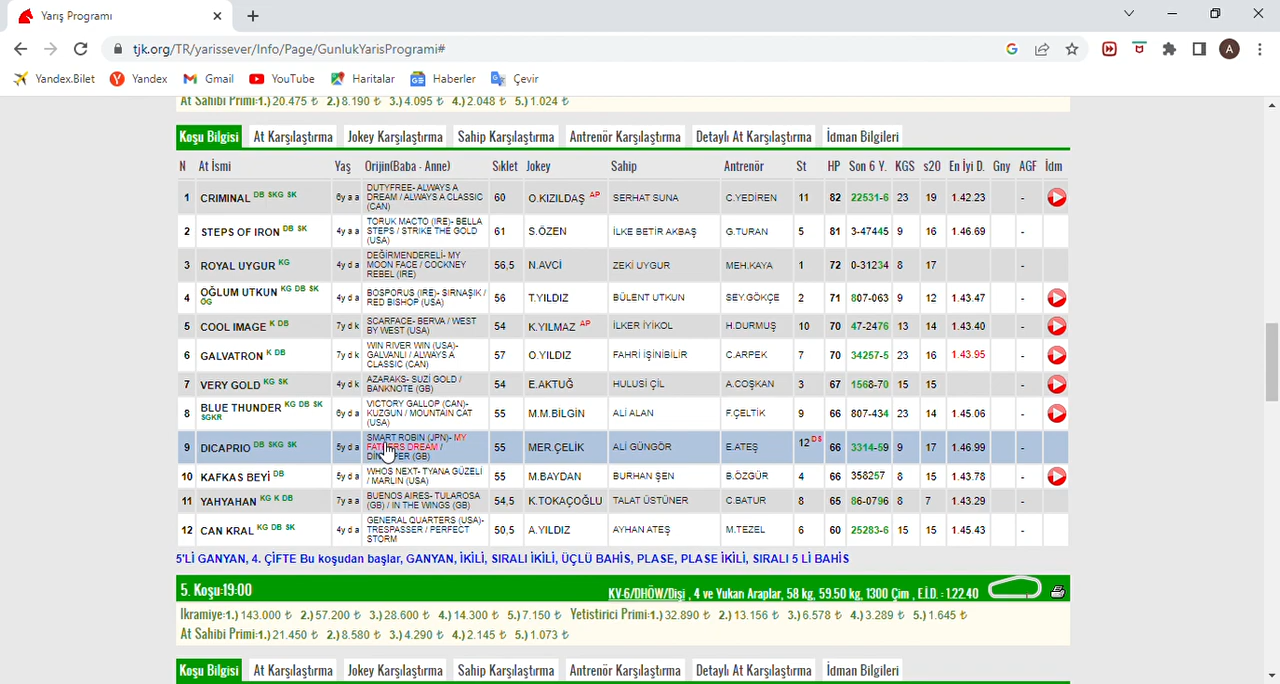 Yarış Programı
tjk.org/TR/yarissever/Info/Page/GunlukYarisProgrami#
A
Yandex.Bilet Yandex Gmail YouTube Haritalar Haberler Çevir
At Sahibi Primi:1.) 20.475 ₺ 2.) 8.190 ₺ 3.) 4.095 ₺ 4.) 2.048 ₺ 5.) 1.024 ₺
Koşu Bilgisi At Karşılaştırma Jokey Karşılaştırma Sahip Karşılaştırma Antrenör Karşılaştırma Detaylı At Karşılaştırma İdman Bilgileri
N At İsmi Yaş Orijin(Baba - Anne) Sıklet Jokey Sahip Antrenör St HP Son 6 Y. KGS s20 En İyi D. Gny AGF İdm
1 CRIMINAL DB SKG SK 6y a a DUTYFREE- ALWAYS A DREAM / ALWAYS A CLASSIC (CAN) 60 O.KIZILDAŞ AP SERHAT SUNA C.YEDİREN 11 82 22531-6 23 19 1.42.23 -
2 STEPS OF IRON DB SK 4y a a TORUK MACTO (IRE)- BELLA STEPS / STRIKE THE GOLD (USA) 61 S.ÖZEN İLKE BETİR AKBAŞ G.TURAN 5 81 3-47445 9 16 1.46.69 -
3 ROYAL UYGUR KG 4y d a DEĞİRMENDERELİ- MY MOON FACE / COCKNEY REBEL (IRE) 56,5 N.AVCİ ZEKİ UYGUR MEH.KAYA 1 72 0-31234 8 17 -
4 OĞLUM UTKUN KG DB SK ÖG 4y d a BOSPORUS (IRE)- SIRNAŞIK / RED BISHOP (USA) 56 T.YILDIZ BÜLENT UTKUN SEY.GÖKÇE 2 71 807-063 9 12 1.43.47 -
5 COOL IMAGE K DB 7y d k SCARFACE- BERVA / WEST BY WEST (USA) 54 K.YILMAZ AP İLKER İYİKOL H.DURMUŞ 10 70 47-2476 13 14 1.43.40 -
6 GALVATRON K DB 7y d k WIN RIVER WIN (USA)- GALVANLI / ALWAYS A CLASSIC (CAN) 57 O.YILDIZ FAHRİ İŞİNİBİLİR C.ARPEK 7 70 34257-5 23 16 1.43.95 -
7 VERY GOLD KG SK 4y d k AZARAKS- SUZİ GOLD / BANKNOTE (GB) 54 E.AKTUĞ HULUSİ ÇİL A.COŞKAN 3 67 1568-70 15 15 -
8 BLUE THUNDER KG DB SK SGKR 6y d a VICTORY GALLOP (CAN)- KUZGUN / MOUNTAIN CAT (USA) 55 M.M.BİLGİN ALİ ALAN F.ÇELTİK 9 66 807-434 23 14 1.45.06 -
9 DICAPRIO DB SKG SK 5y d a SMART ROBIN (JPN)- MY FATHERS DREAM / (GB) 55 MER.ÇELİK ALİ GÜNGÖR E.ATEŞ 12 DS 66 3314-59 9 17 1.46.99 -
10 KAFKAS BEYİ DB 5y d a WHOS NEXT- TYANA GÜZELİ / MARLIN (USA) 55 M.BAYDAN BURHAN ŞEN B.ÖZGÜR 4 66 358257 8 15 1.43.78 -
11 YAHYAHAN KG K DB 7y a a BUENOS AIRES- TULAROSA (GB) / IN THE WINGS (GB) 54,5 K.TOKAÇOĞLU TALAT ÜSTÜNER C.BATUR 8 65 86-0796 8 7 1.43.29 -
12 CAN KRAL KG DB SK 4y d a GENERAL QUARTERS (USA)- TRESPASSER / PERFECT STORM 50,5 A.YILDIZ AYHAN ATEŞ M.TEZEL 6 60 25283-6 15 15 1.45.43 -
5'Lİ GANYAN, 4. ÇİFTE Bu koşudan başlar, GANYAN, İKİLİ, SIRALI İKİLİ, ÜÇLÜ BAHİS, PLASE, PLASE İKİLİ, SIRALI 5 Lİ BAHİS
5. Koşu:19:00 KV-6/DHÖW/Dişi , 4 ve Yukarı Araplar, 58 kg, 59.50 kg, 1300 Çim , E.İ.D. : 1.22.40
İkramiye:1.) 143.000 ₺ 2.) 57.200 ₺ 3.) 28.600 ₺ 4.) 14.300 ₺ 5.) 7.150 ₺ Yetistirici Primi:1.) 32.890 ₺ 2.) 13.156 ₺ 3.) 6.578 ₺ 4.) 3.289 ₺ 5.) 1.645 ₺
At Sahibi Primi:1.) 21.450 ₺ 2.) 8.580 ₺ 3.) 4.290 ₺ 4.) 2.145 ₺ 5.) 1.073 ₺
Koşu Bilgisi At Karşılaştırma Jokey Karşılaştırma Sahip Karşılaştırma Antrenör Karşılaştırma Detaylı At Karşılaştırma İdman Bilgileri